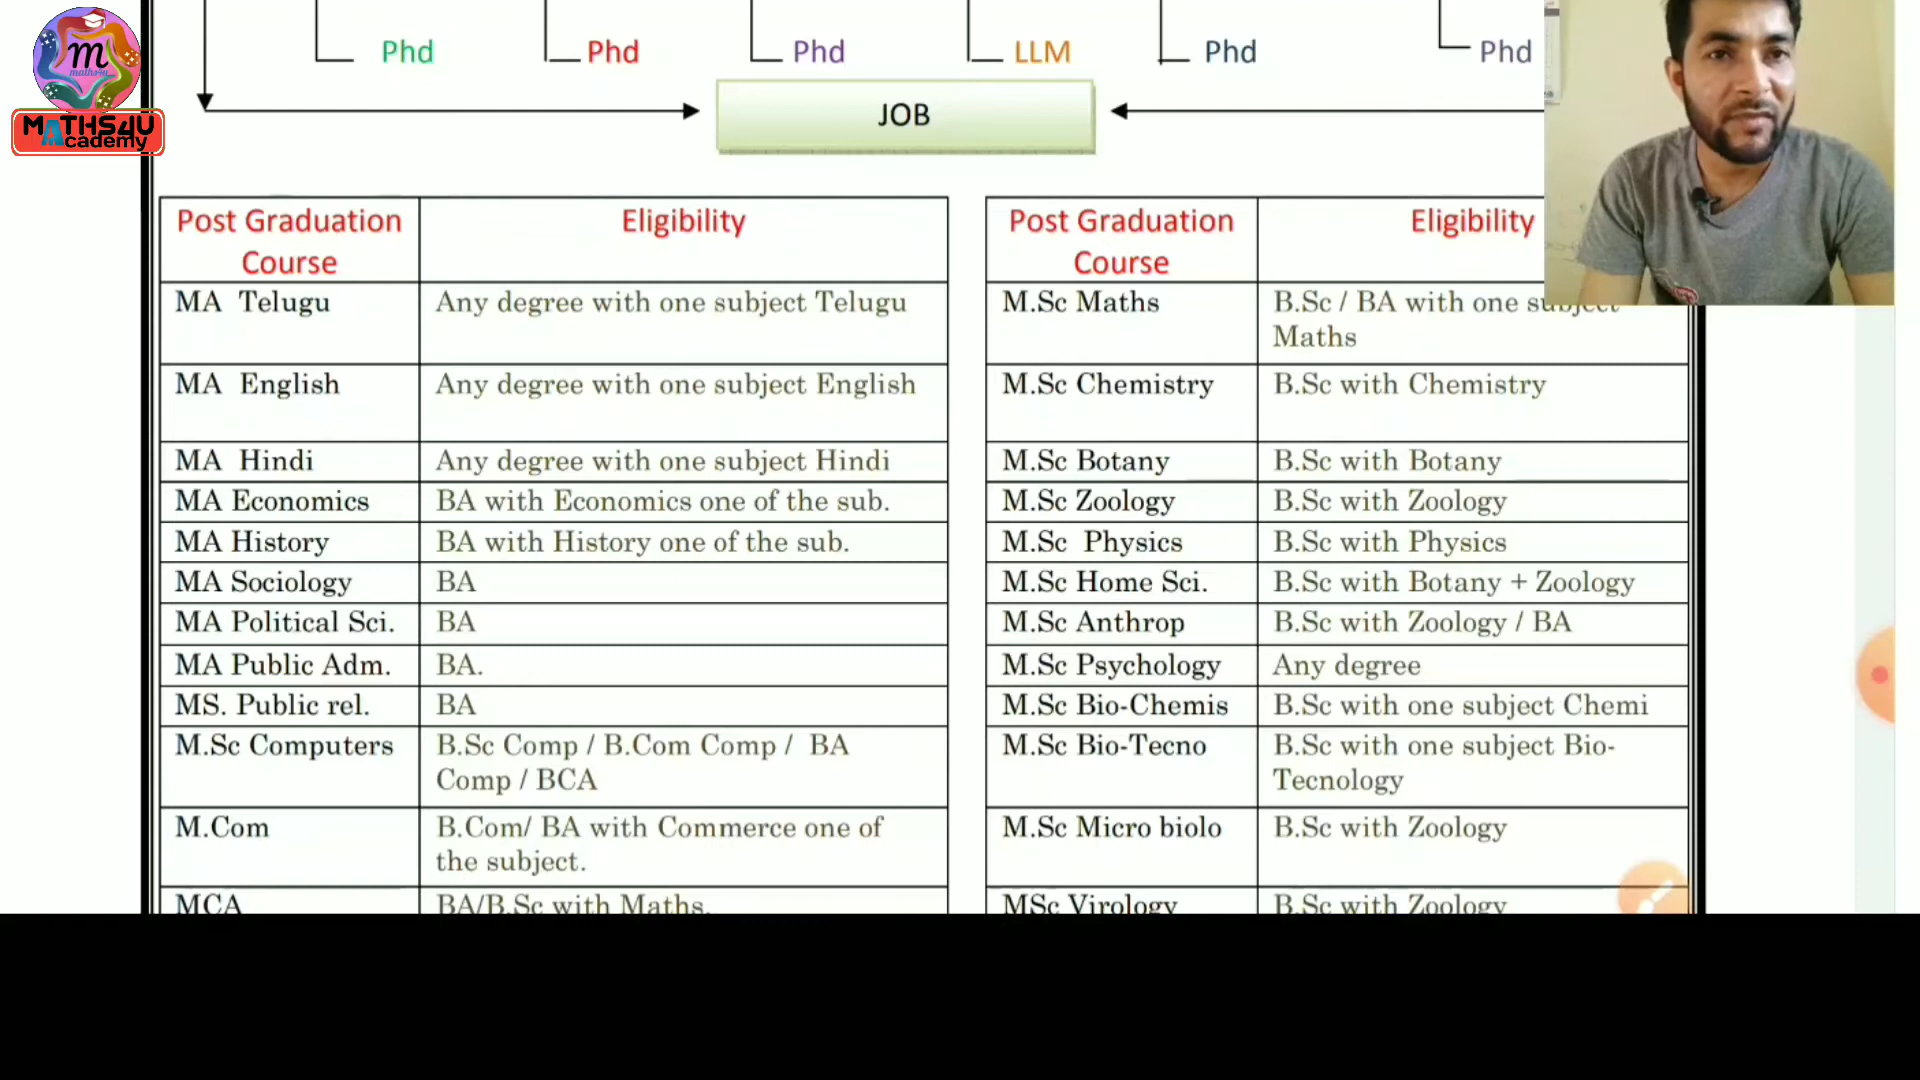 m
maths4u
MATHS4U
Academy
Phd
Phd
Phd
LLM
Phd
Phd
JOB
Post Graduation
Course
Eligibility
MA Telugu
Any degree with one subject Telugu
MA English
Any degree with one subject English
MA Hindi
Any degree with one subject Hindi
MA Economics
BA with Economics one of the sub.
MA History
BA with History one of the sub.
MA Sociology
BA
MA Political Sci.
BA
MA Public Adm.
BA.
MS. Public rel.
BA
M.Sc Computers
B.Sc Comp / B.Com Comp / BA
Comp / BCA
M.Com
B.Com/ BA with Commerce one of
the subject.
MCA
BA/B.Sc with Maths.
Post Graduation
Course
Eligibility
M.Sc Maths
B.Sc / BA with one subject
Maths
M.Sc Chemistry
B.Sc with Chemistry
M.Sc Botany
B.Sc with Botany
M.Sc Zoology
B.Sc with Zoology
M.Sc Physics
B.Sc with Physics
M.Sc Home Sci.
B.Sc with Botany + Zoology
M.Sc Anthrop
B.Sc with Zoology / BA
M.Sc Psychology
Any degree
M.Sc Bio-Chemis
B.Sc with one subject Chemi
M.Sc Bio-Tecno
B.Sc with one subject Bio-
Tecnology
M.Sc Micro biolo
B.Sc with Zoology
MSc Virology
B.Sc with Zoology